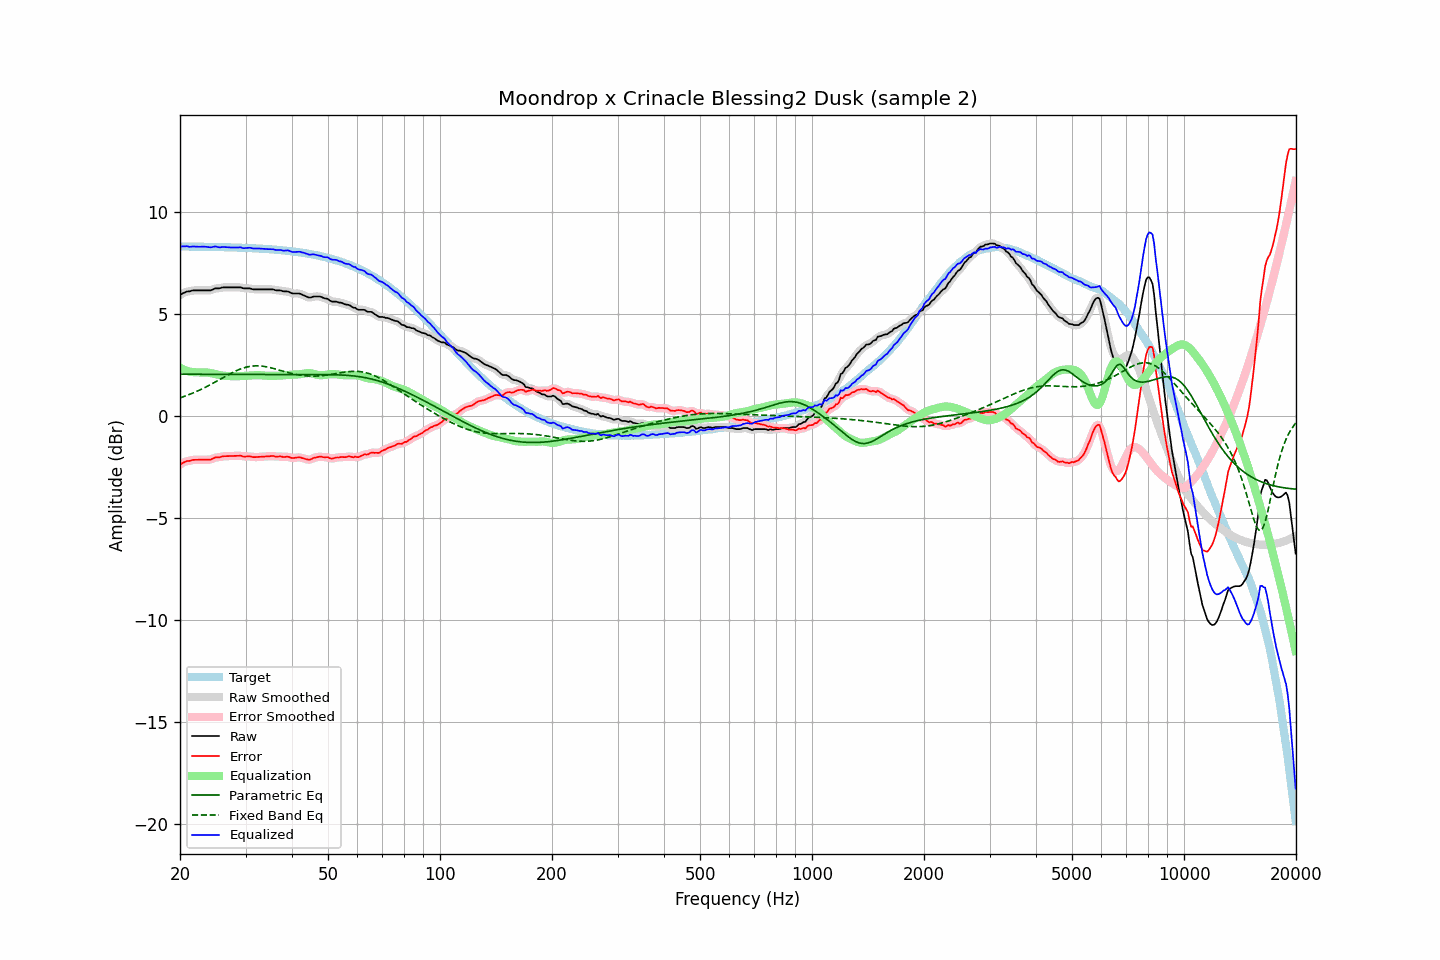 Moondrop x Crinacle Blessing2 Dusk (sample 2)
Amplitude (dBr)
10
5
0
−5
−10
−15
−20
Target
Raw Smoothed
Error Smoothed
Raw
Error
Equalization
Parametric Eq
Fixed Band Eq
Equalized
20 50 100 200 500 1000 2000 5000 10000 20000
Frequency (Hz)